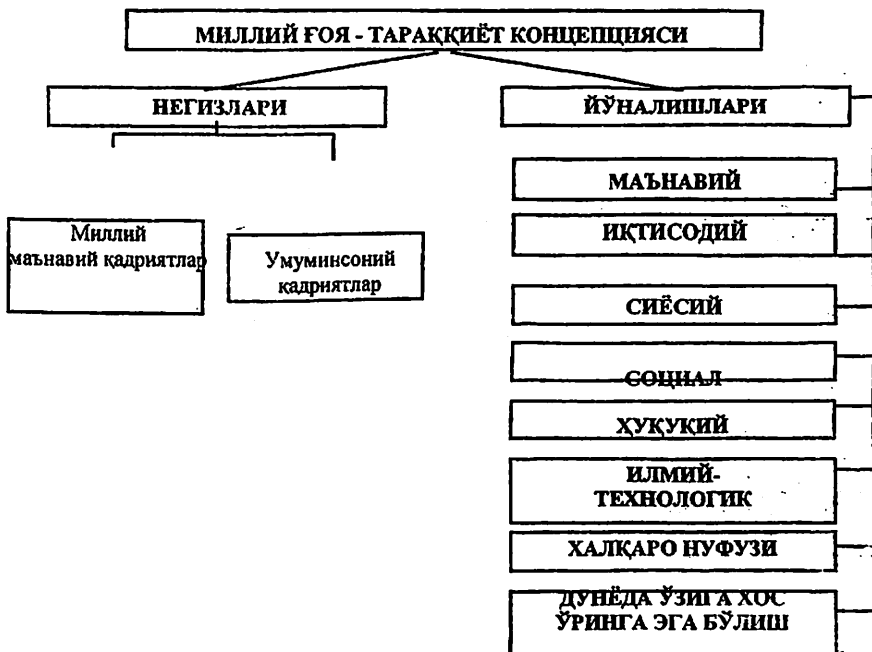 МИЛЛИЙ ҒОЯ - ТАРАҚҚИЁТ КОНЦЕПЦИЯСИ
НЕГИЗЛАРИ
ЙЎНАЛИШЛАРИ
Миллий
маънавий қадриятлар
Умуминсоний
қадриятлар
МАЪНАВИЙ
ИҚТИСОДИЙ
СИЁСИЙ
СОЦИАЛ
ҲУҚУҚИЙ
ИЛМИЙ-
ТЕХНОЛОГИК
ХАЛҚАРО НУФУЗИ
ДУНЁДА ЎЗИГА ХОС
ЎРИНГА ЭГА БЎЛИШ